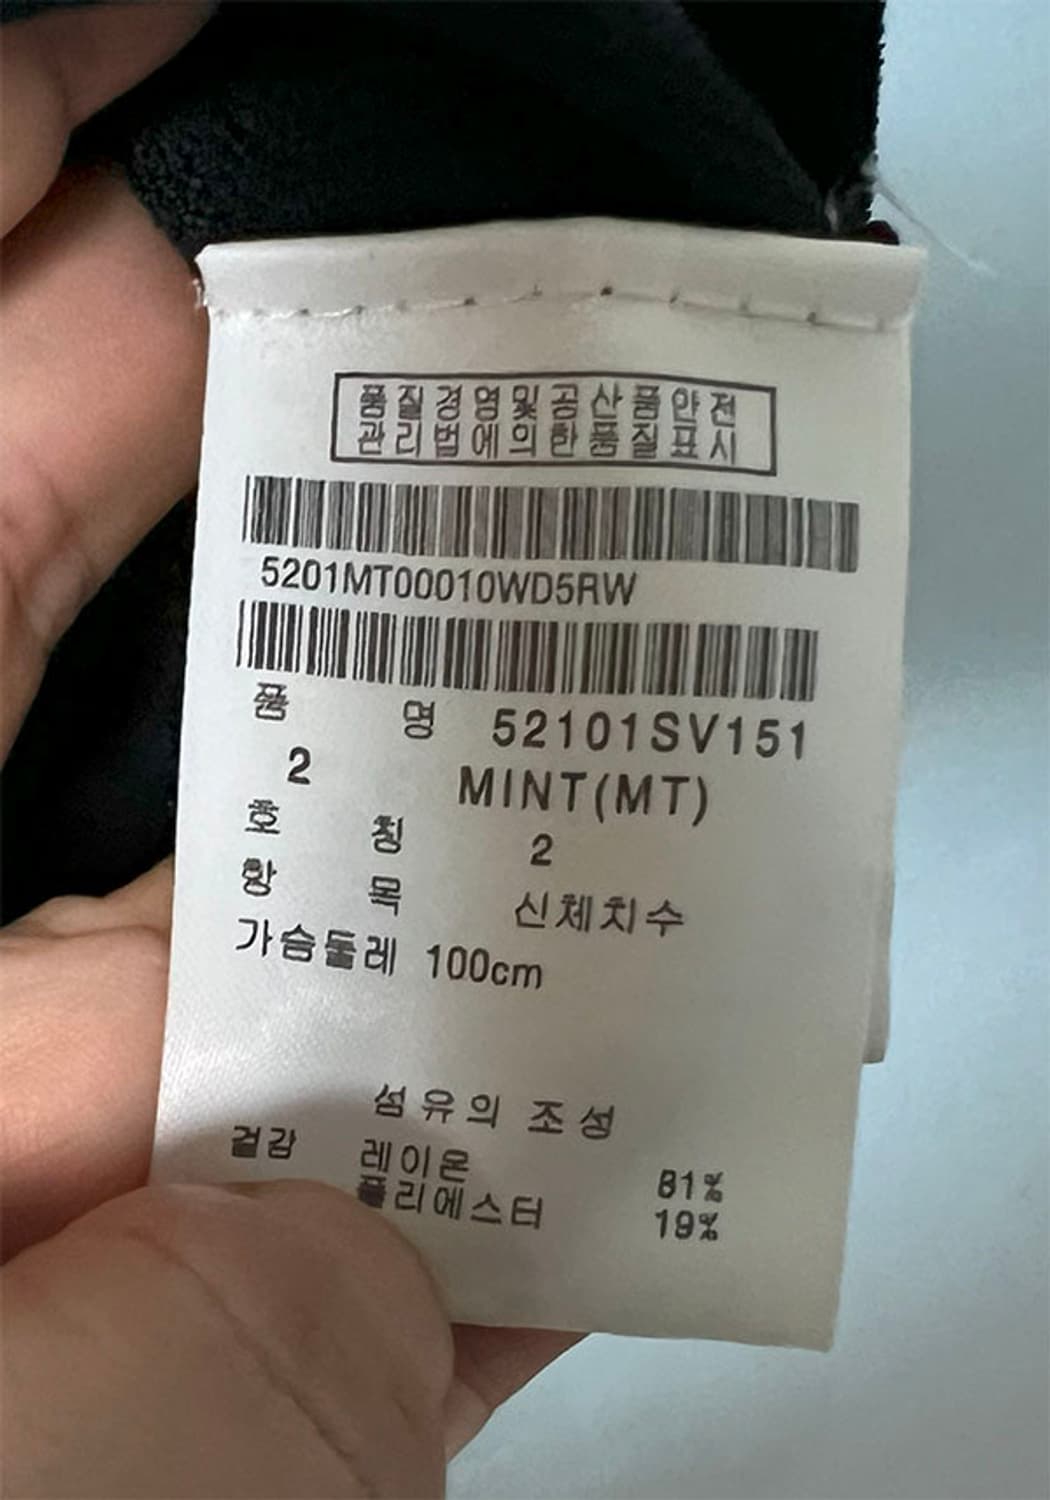 품질경영및공산품안전
관리법에의한품질표시
5201MT00010WD5RW
품 명 52101SV151
2 MINT(MT)
호 칭 2
항 목 신체치수
가슴둘레 100cm
섬유의 조성
겉감 레이온 81%
폴리에스터 19%